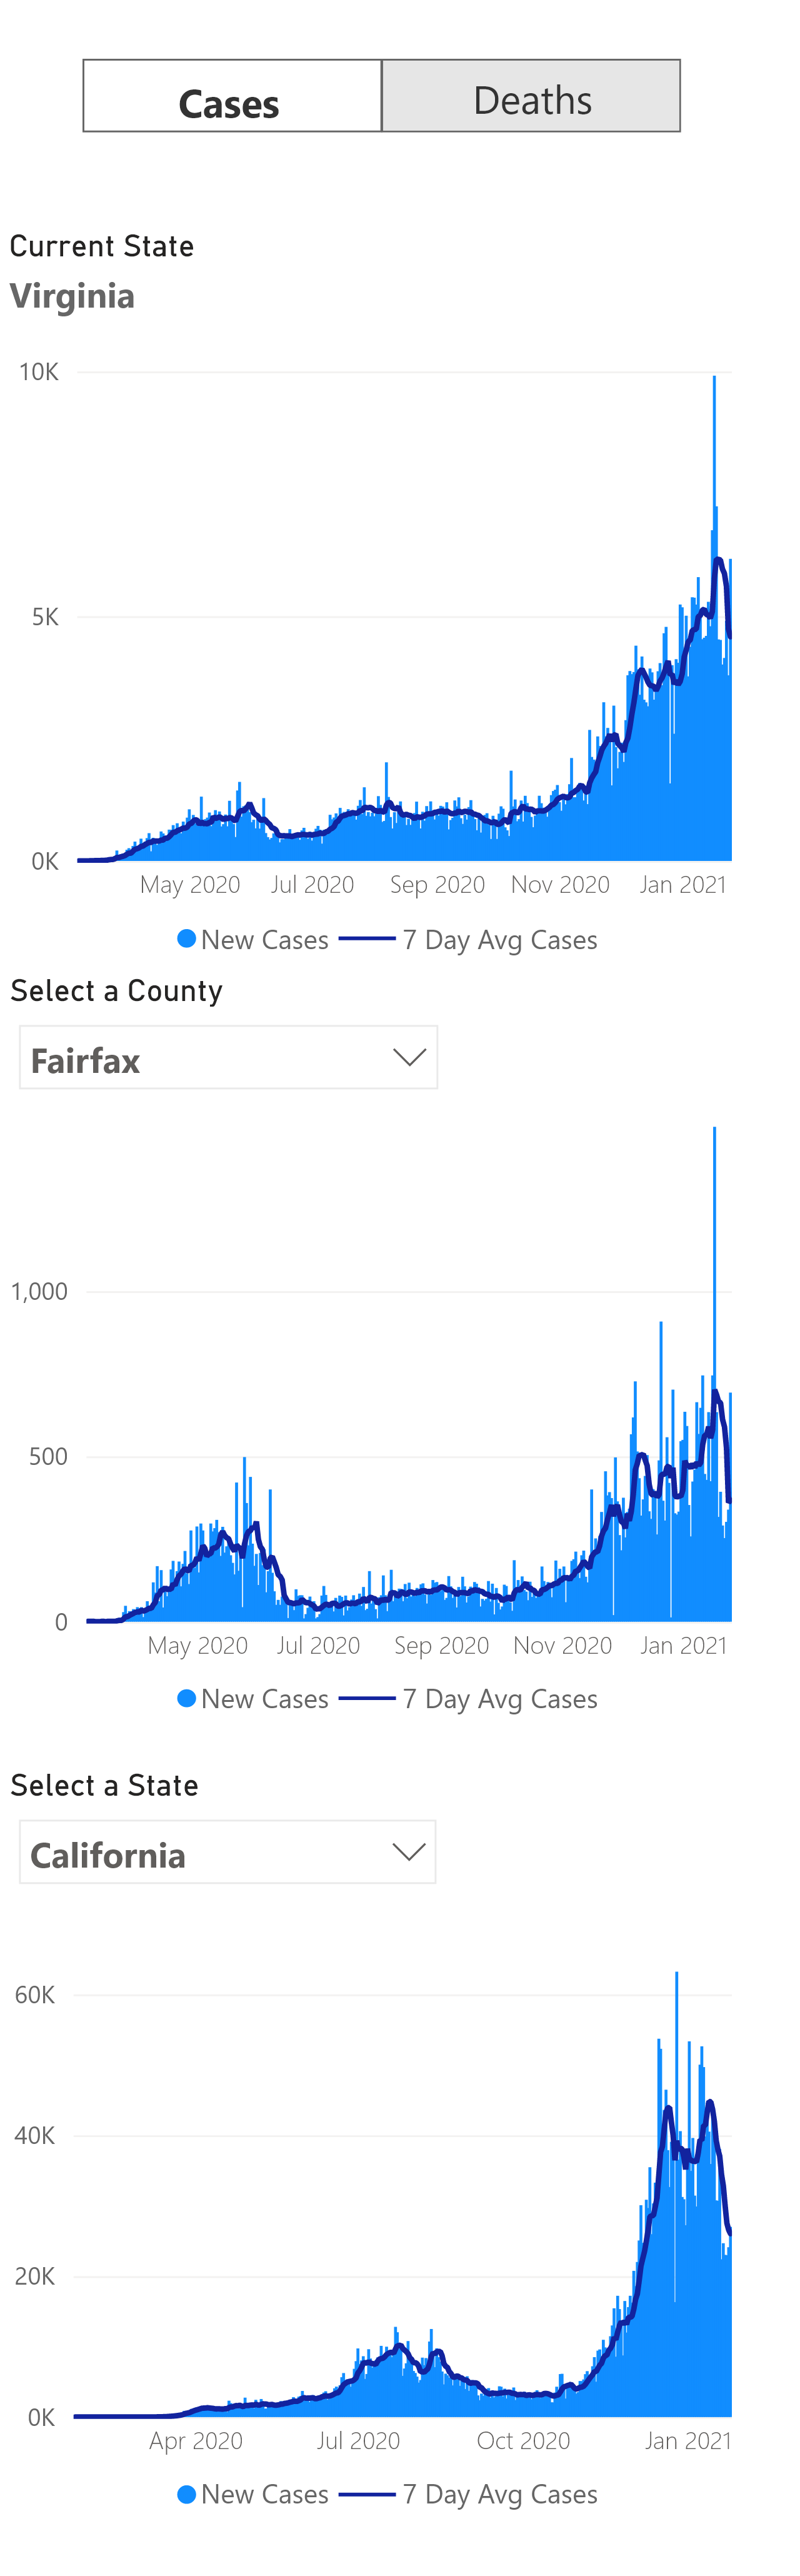 Cases Deaths
Current State
Virginia
10K
5K
0K
May 2020 Jul 2020 Sep 2020 Nov 2020 Jan 2021
New Cases 7 Day Avg Cases
Select a County
Fairfax
1,000
500
0
May 2020 Jul 2020 Sep 2020 Nov 2020 Jan 2021
New Cases 7 Day Avg Cases
Select a State
California
60K
40K
20K
0K
Apr 2020 Jul 2020 Oct 2020 Jan 2021
New Cases 7 Day Avg Cases